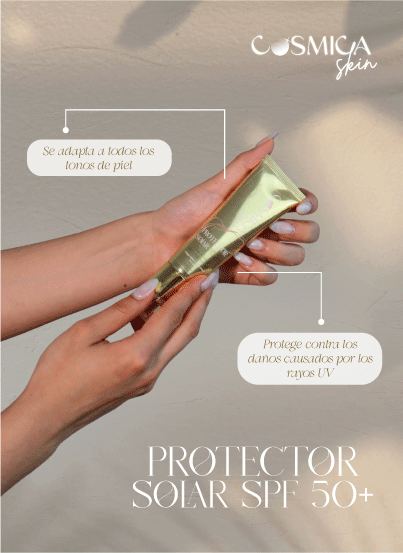 COSMICA
skin
Se adapta a todos los
tonos de piel
Protege contra los
daños causados por los
rayos UV
PROTECTOR
SOLAR SPF 50+